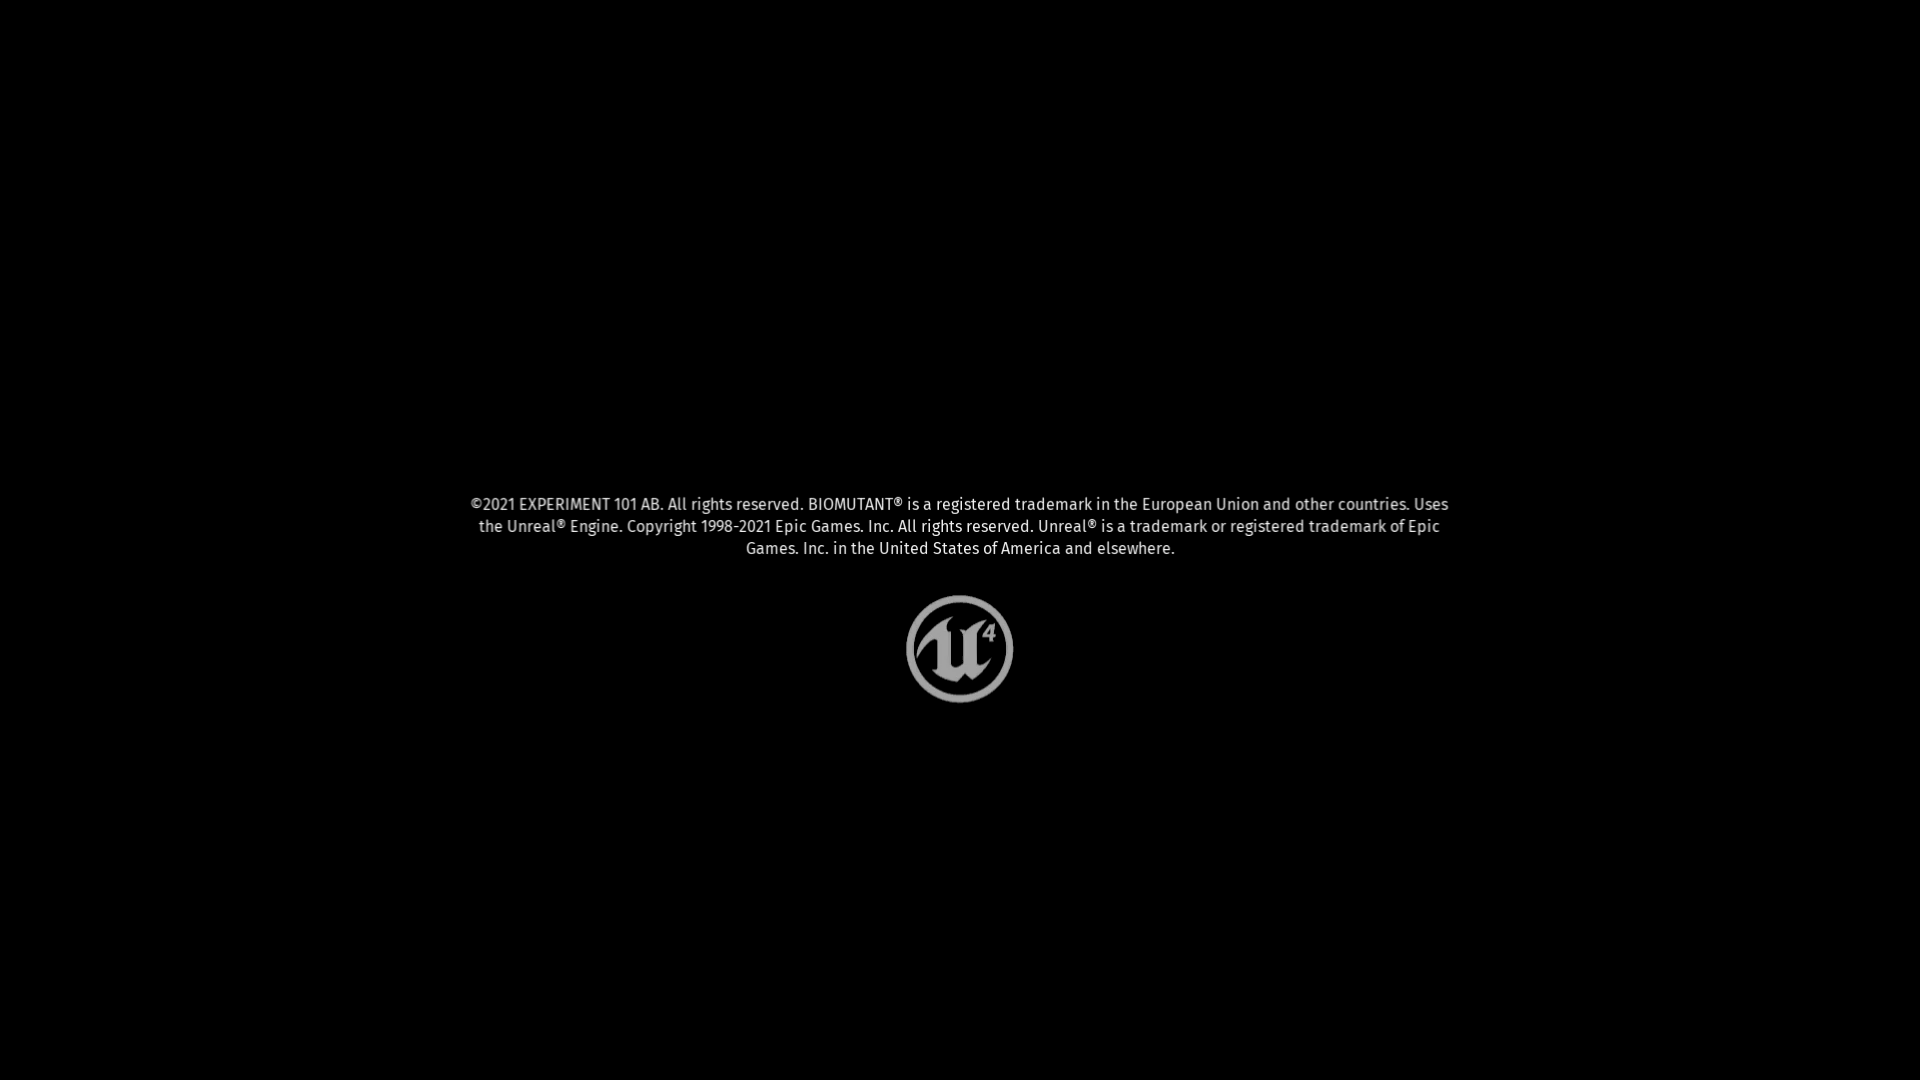 ©2021 EXPERIMENT 101 AB. All rights reserved. BIOMUTANT® is a registered trademark in the European Union and other countries. Uses
the Unreal® Engine. Copyright 1998-2021 Epic Games. Inc. All rights reserved. Unreal® is a trademark or registered trademark of Epic
Games. Inc. in the United States of America and elsewhere.
U4